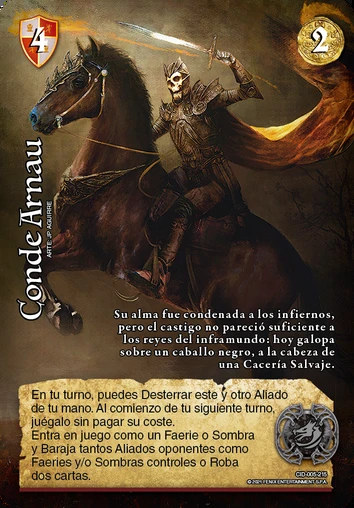 4
2
Conde Arnau
ARTE: JP. AGUIRRE
Su alma fue condenada a los infiernos,
pero el castigo no pareció suficiente a
los reyes del inframundo: hoy galopa
sobre un caballo negro, a la cabeza de
una Cacería Salvaje.
En tu turno, puedes Desterrar este y otro Aliado
de tu mano. Al comienzo de tu siguiente turno,
juégalo sin pagar su coste.
Entra en juego como un Faerie o Sombra
y Baraja tantos Aliados oponentes como
Faeries y/o Sombras controles o Roba
dos cartas.
CID-005-215
© 2021 FENIX ENTERTAINMENT S.P.A.